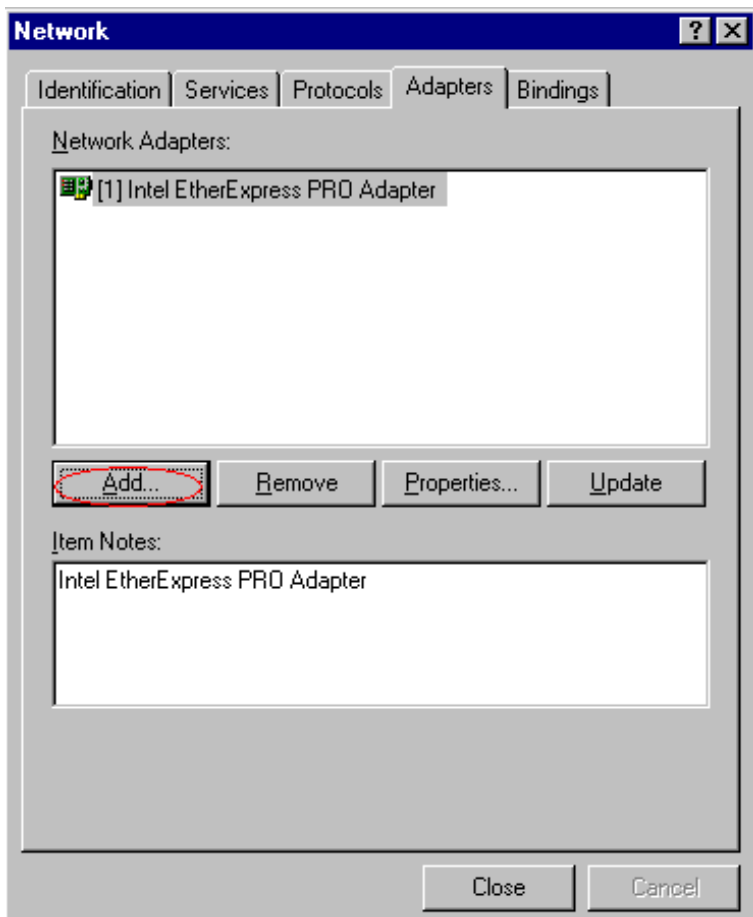 Network
Identification Services Protocols Adapters Bindings
Network Adapters:
[1] Intel EtherExpress PRO Adapter
Add... Remove Properties... Update
Item Notes:
Intel EtherExpress PRO Adapter
Close Cancel